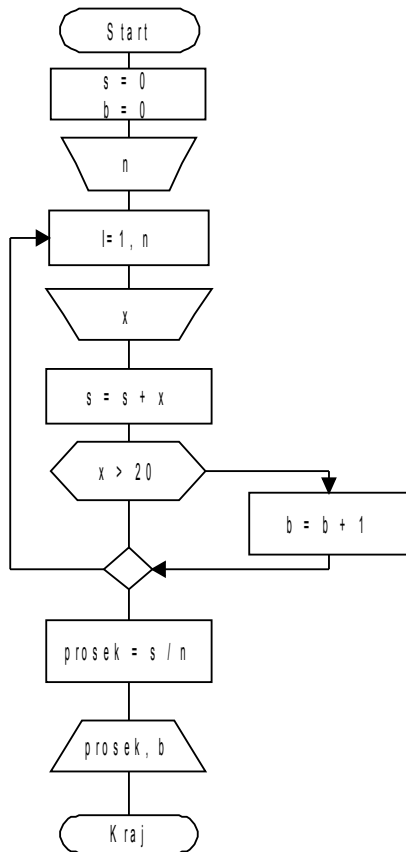 Start
s = 0
b = 0
n
I=1, n
x
s = s + x
x > 20
b = b + 1
prosek = s / n
prosek, b
Kraj